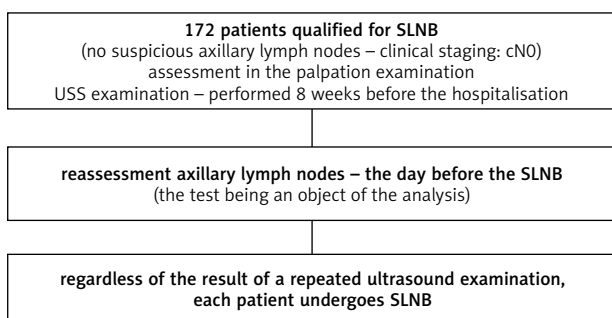 172 patients qualified for SLNB
(no suspicious axillary lymph nodes – clinical staging: cN0)
assessment in the palpation examination
USS examination – performed 8 weeks before the hospitalisation
reassessment axillary lymph nodes – the day before the SLNB
(the test being an object of the analysis)
regardless of the result of a repeated ultrasound examination,
each patient undergoes SLNB